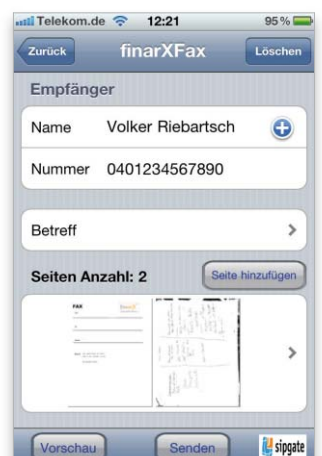 Telekom.de 12:21 95 %
Zurück finarXFax Löschen
Empfänger
Name Volker Riebartsch
Nummer 0401234567890
Betreff
Seiten Anzahl: 2 Seite hinzufügen
FAX
Vorschau Senden sipgate